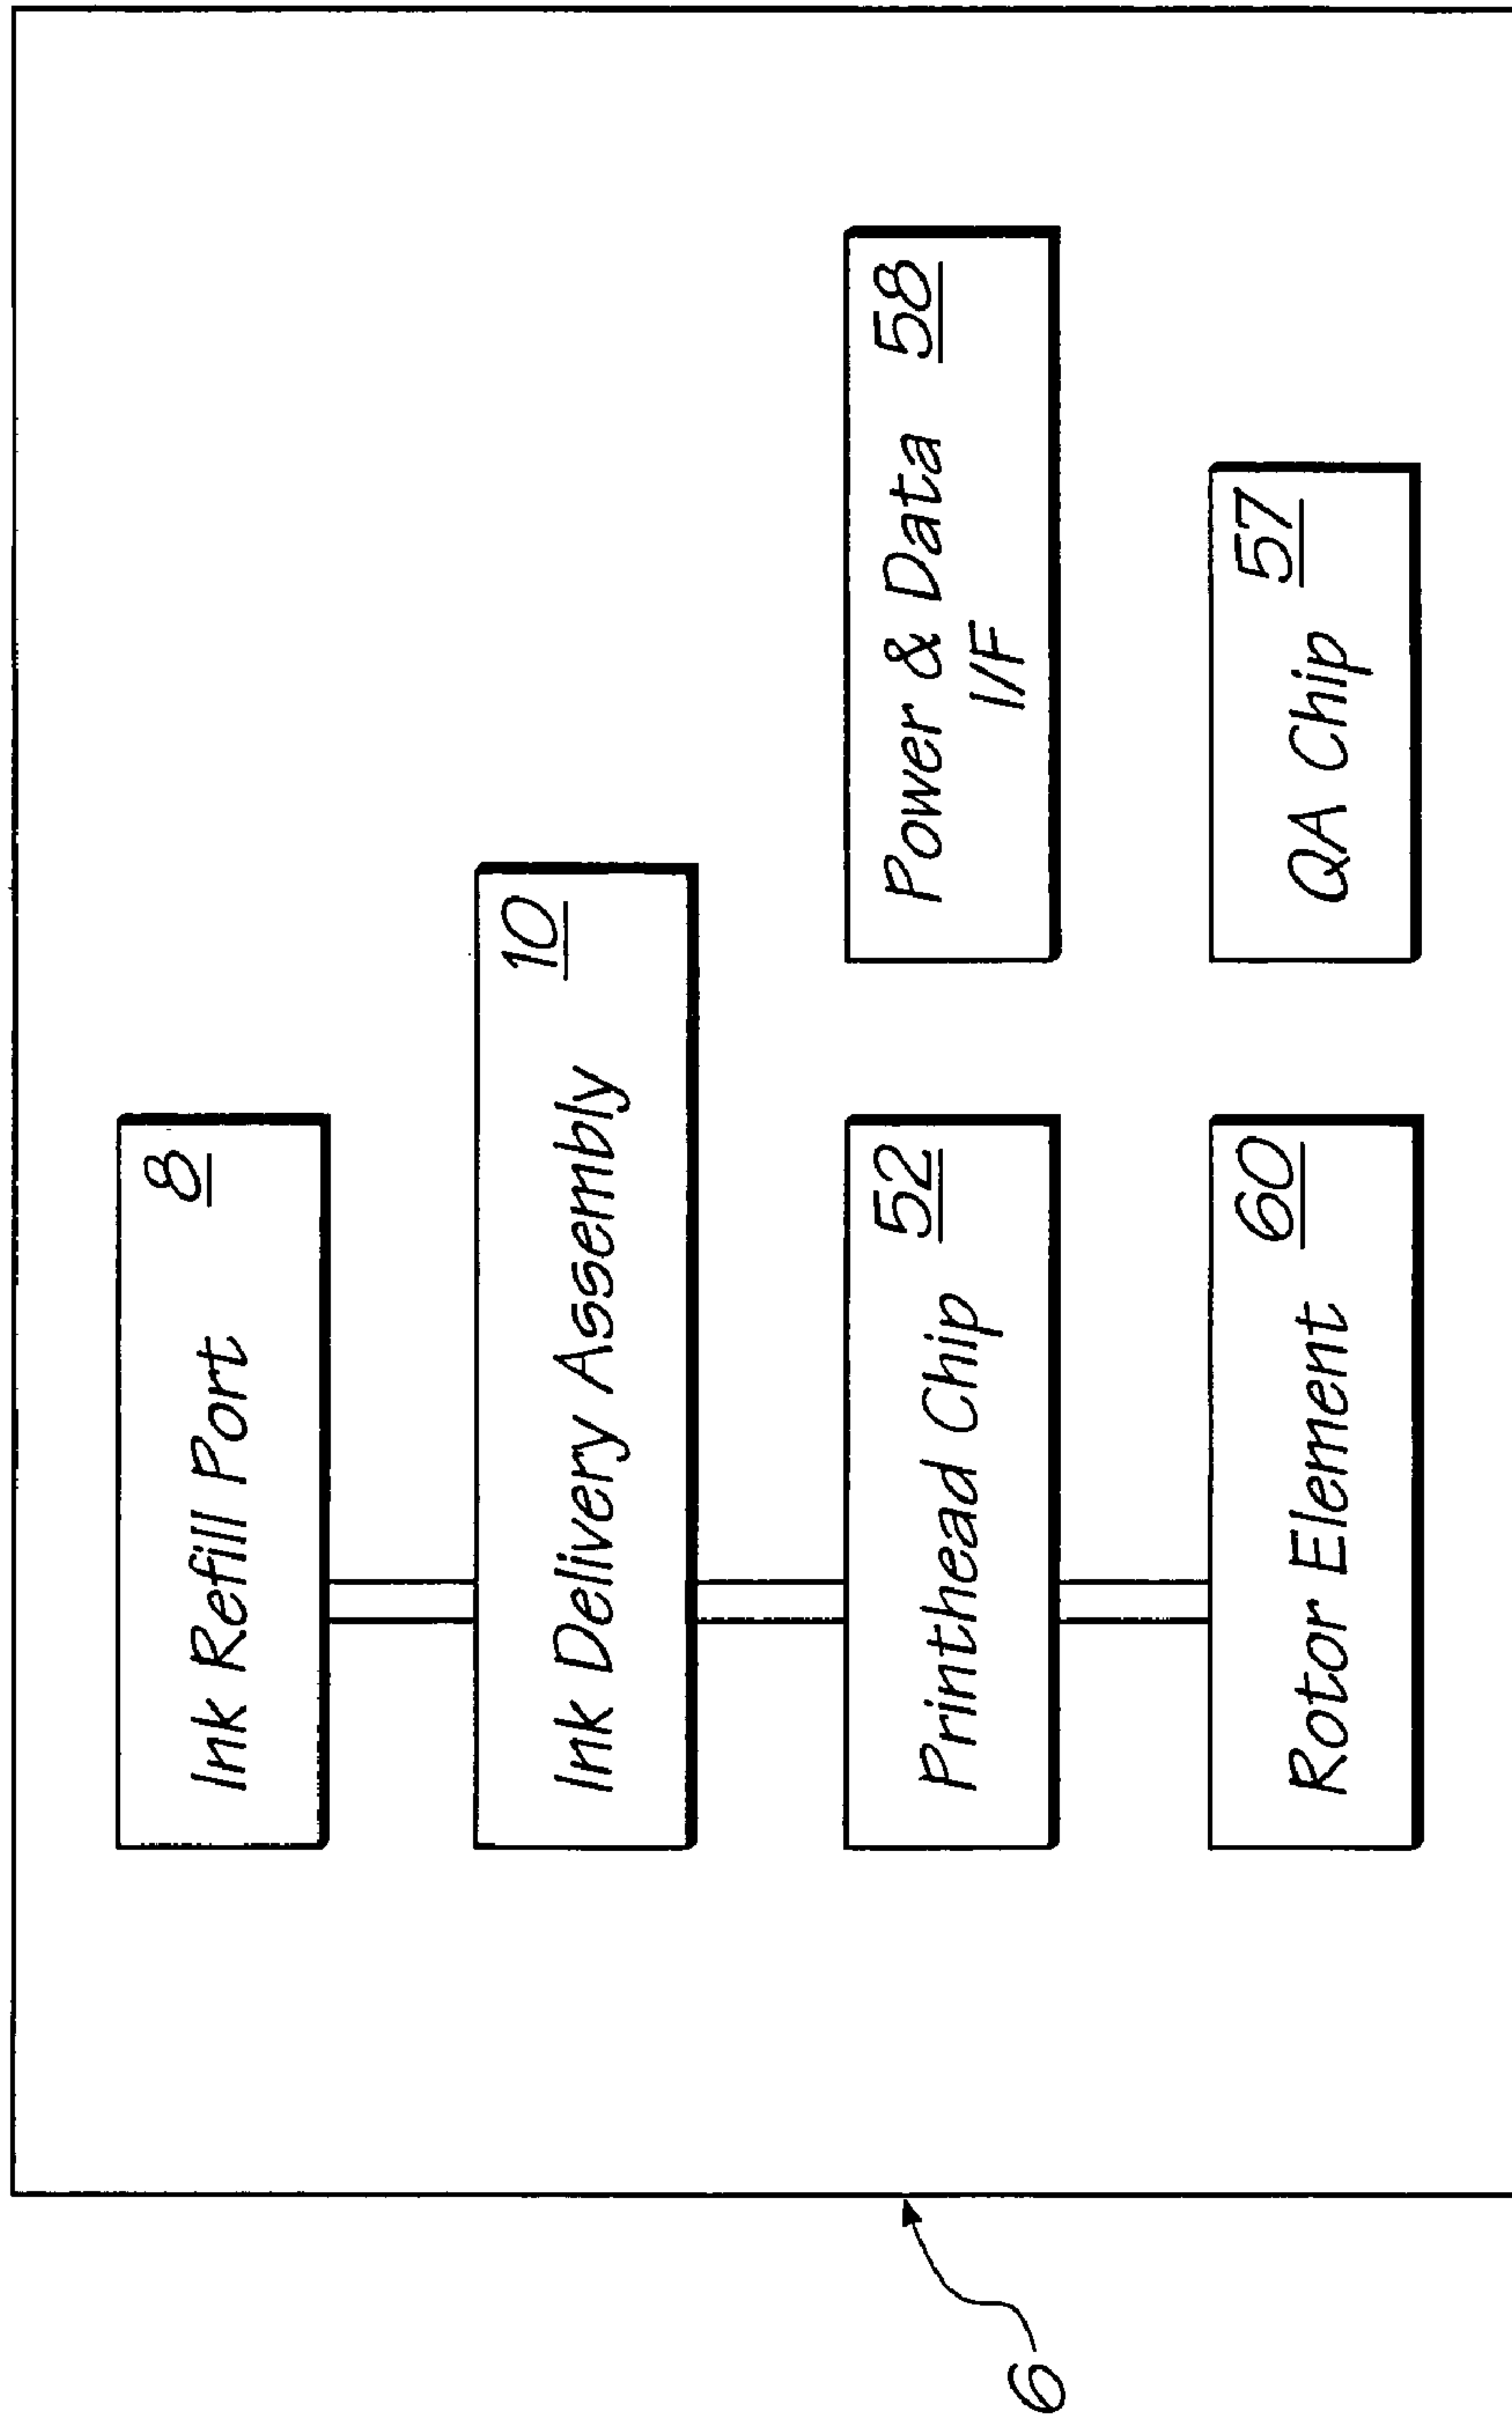 Ink Refill Port 8
Ink Delivery Assembly 10
Printhead Chip 52
Power & Data 58
I/F
Rotor Element 60
QA Chip 57
6